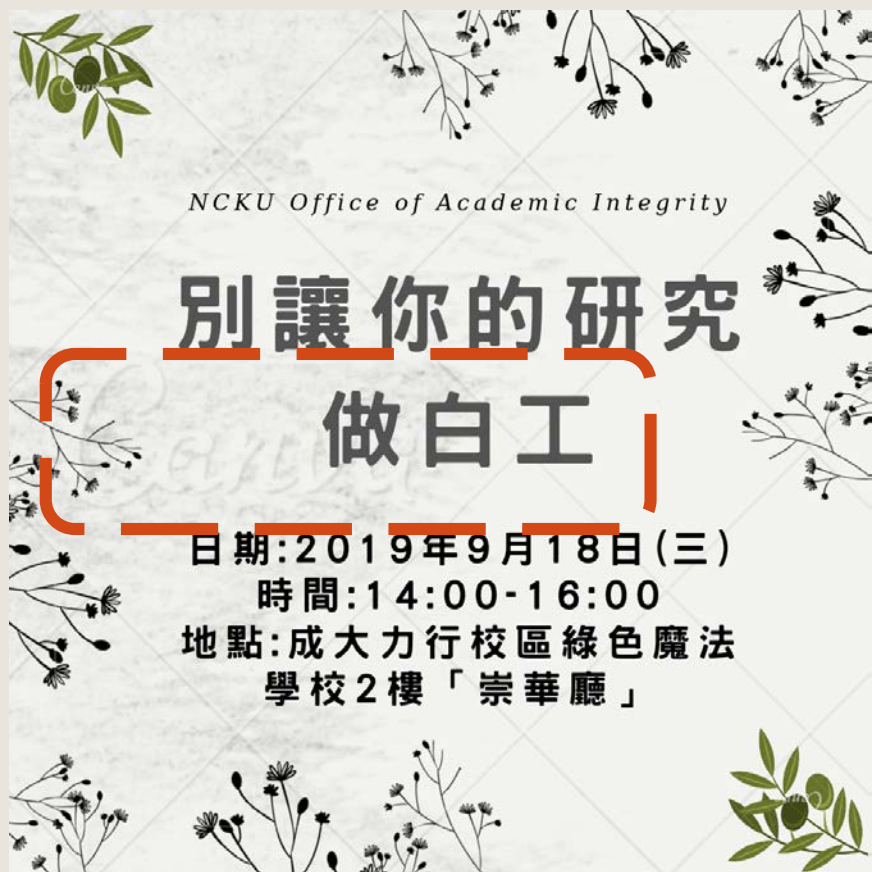 NCKU Office of Academic Integrity
別讓你的研究
做白工
日期:2019年9月18日(三)
時間:14:00-16:00
地點:成大力行校區綠色魔法
學校2樓「崇華廳」
Canva